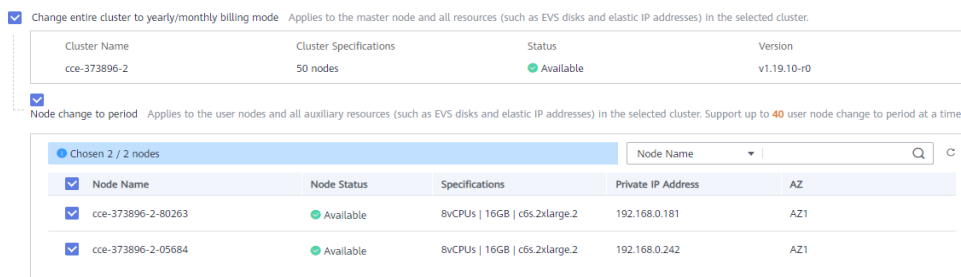 Change entire cluster to yearly/monthly billing mode Applies to the master node and all resources (such as EVS disks and elastic IP addresses) in the selected cluster.
Cluster Name Cluster Specifications Status Version
cce-373896-2 50 nodes Available v1.19.10-r0
Node change to period Applies to the user nodes and all auxiliary resources (such as EVS disks and elastic IP addresses) in the selected cluster. Support up to 40 user node change to period at a time
Chosen 2 / 2 nodes Node Name
Node Name Node Status Specifications Private IP Address AZ
cce-373896-2-80263 Available 8vCPUs | 16GB | c6s.2xlarge.2 192.168.0.181 AZ1
cce-373896-2-05684 Available 8vCPUs | 16GB | c6s.2xlarge.2 192.168.0.242 AZ1